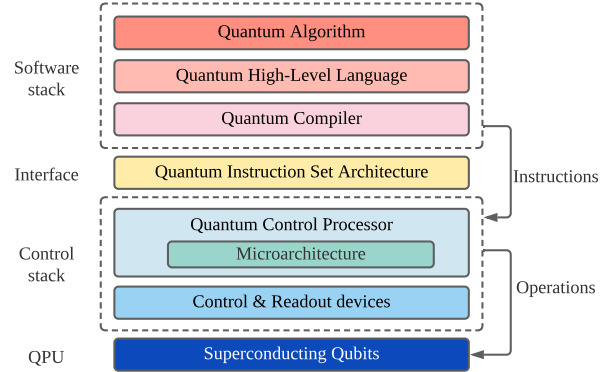 Quantum Algorithm
Software
stack
Quantum High-Level Language
Quantum Compiler
Interface
Quantum Instruction Set Architecture
Instructions
Quantum Control Processor
Control
stack
Microarchitecture
Operations
Control & Readout devices
QPU
Superconducting Qubits